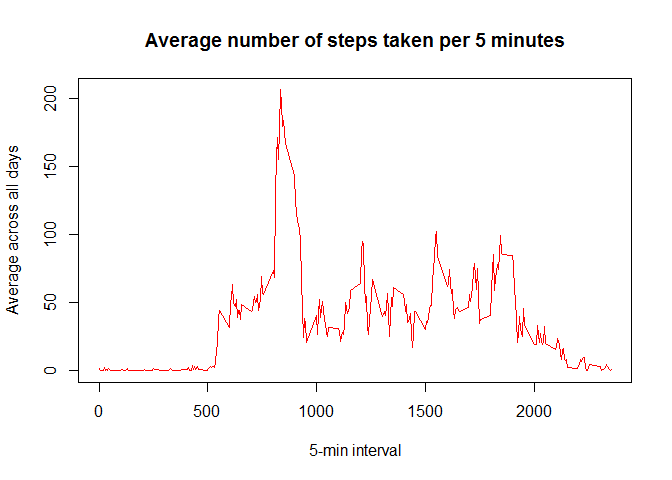 Average number of steps taken per 5 minutes
Average across all days
200
150
100
50
0
0 500 1000 1500 2000
5-min interval